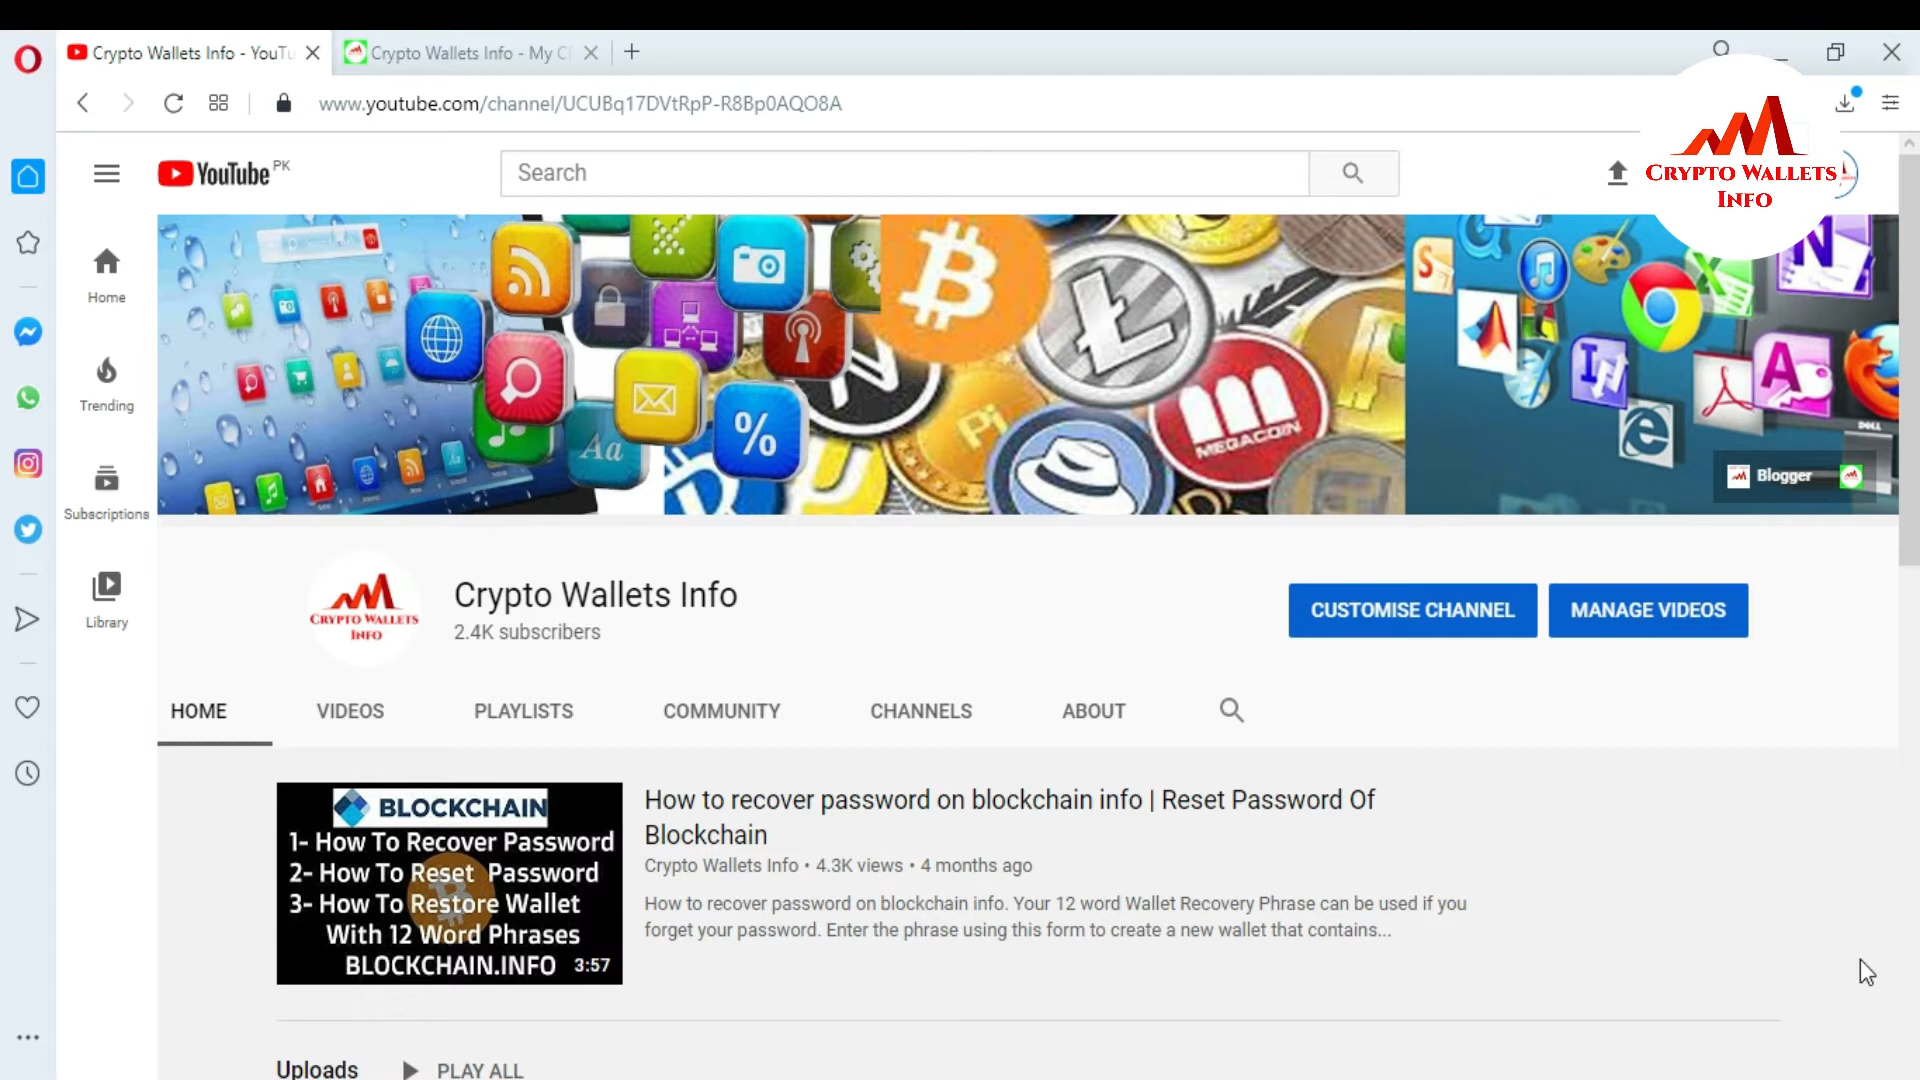 Crypto Wallets Info - YouTu
Crypto Wallets Info - My C
www.youtube.com/channel/UCUBq17DVtRpP-R8Bp0AQO8A
YouTube PK
Search
Crypto Wallets
Info
Home
Trending
Subscriptions
Library
Aa
%
MEGACOIN
DELL
Blogger
Crypto Wallets
Info
Crypto Wallets Info
2.4K subscribers
CUSTOMISE CHANNEL
MANAGE VIDEOS
HOME
VIDEOS
PLAYLISTS
COMMUNITY
CHANNELS
ABOUT
BLOCKCHAIN
1- How To Recover Password
2- How To Reset Password
3- How To Restore Wallet
With 12 Word Phrases
BLOCKCHAIN.INFO 3:57
How to recover password on blockchain info | Reset Password Of
Blockchain
Crypto Wallets Info • 4.3K views • 4 months ago
How to recover password on blockchain info. Your 12 word Wallet Recovery Phrase can be used if you
forget your password. Enter the phrase using this form to create a new wallet that contains...
Uploads
PLAY ALL